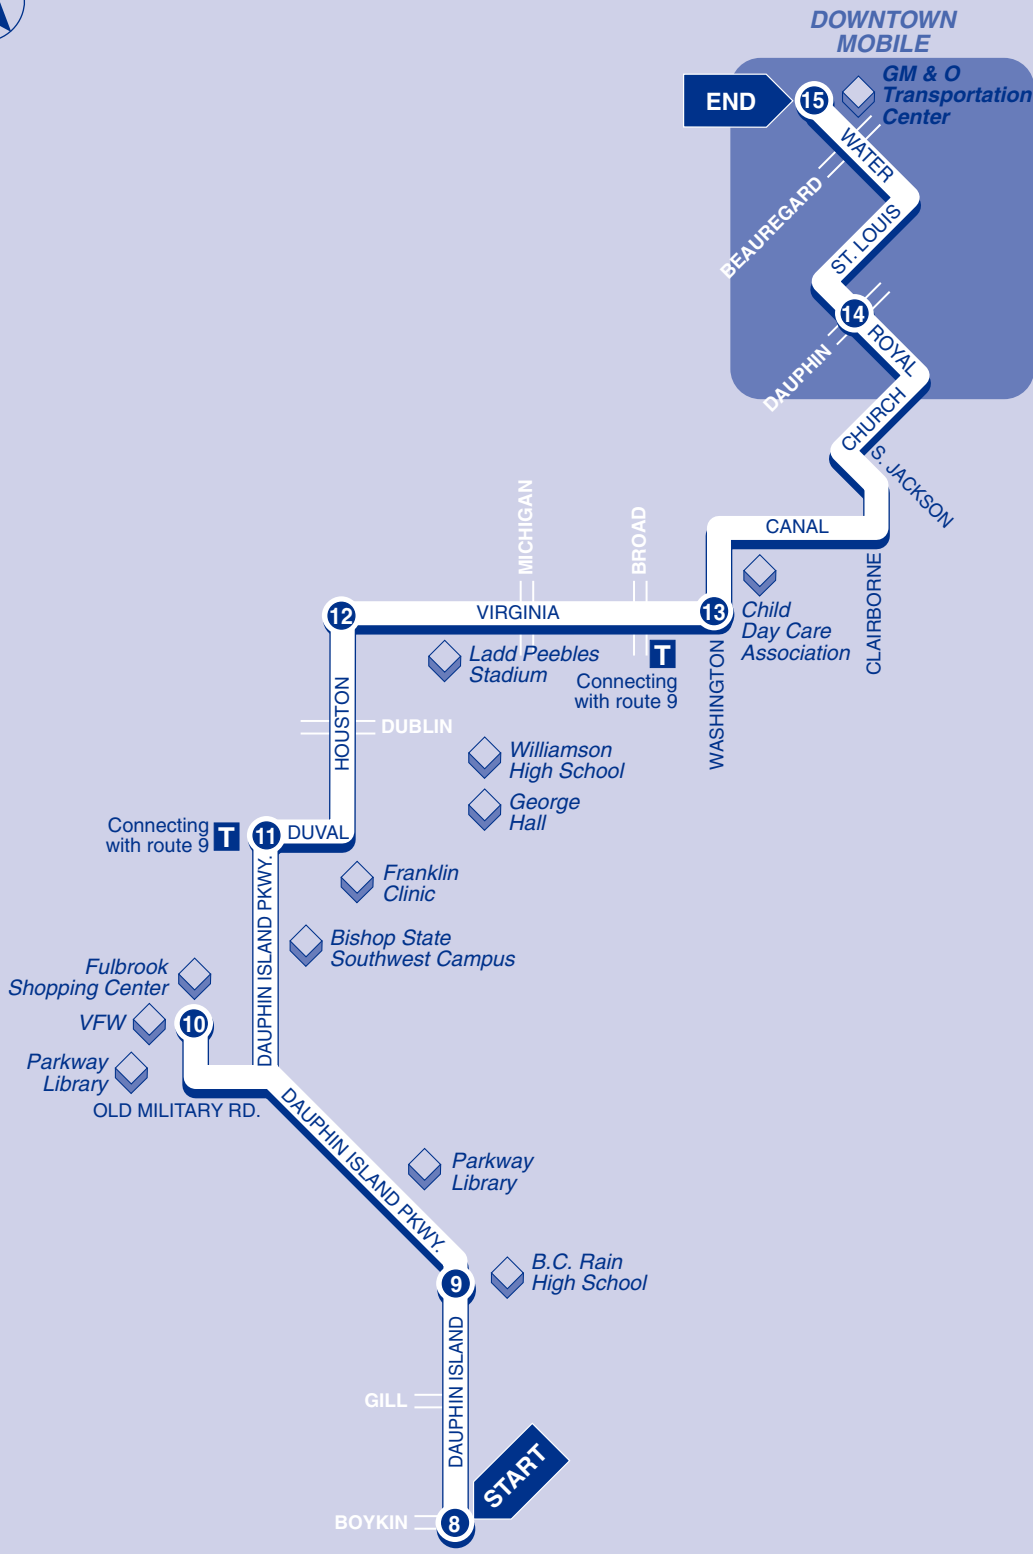 DOWNTOWN
MOBILE
GM & O
Transportation
Center
END
15
WATER
BEAUREGARD
ST. LOUIS
14
ROYAL
DAUPHIN
CHURCH
S. JACKSON
CANAL
MICHIGAN
BROAD
CLAIRBORNE
12
VIRGINIA
13
Child
Day Care
Association
Ladd Peebles
Stadium
T
Connecting
with route 9
WASHINGTON
HOUSTON
DUBLIN
Williamson
High School
George
Hall
Connecting
with route 9
T
11
DUVAL
Franklin
Clinic
DAUPHIN ISLAND PKWY.
Bishop State
Southwest Campus
Fulbrook
Shopping Center
VFW
10
Parkway
Library
OLD MILITARY RD.
DAUPHIN ISLAND PKWY.
Parkway
Library
B.C. Rain
High School
9
DAUPHIN ISLAND
GILL
START
BOYKIN
8